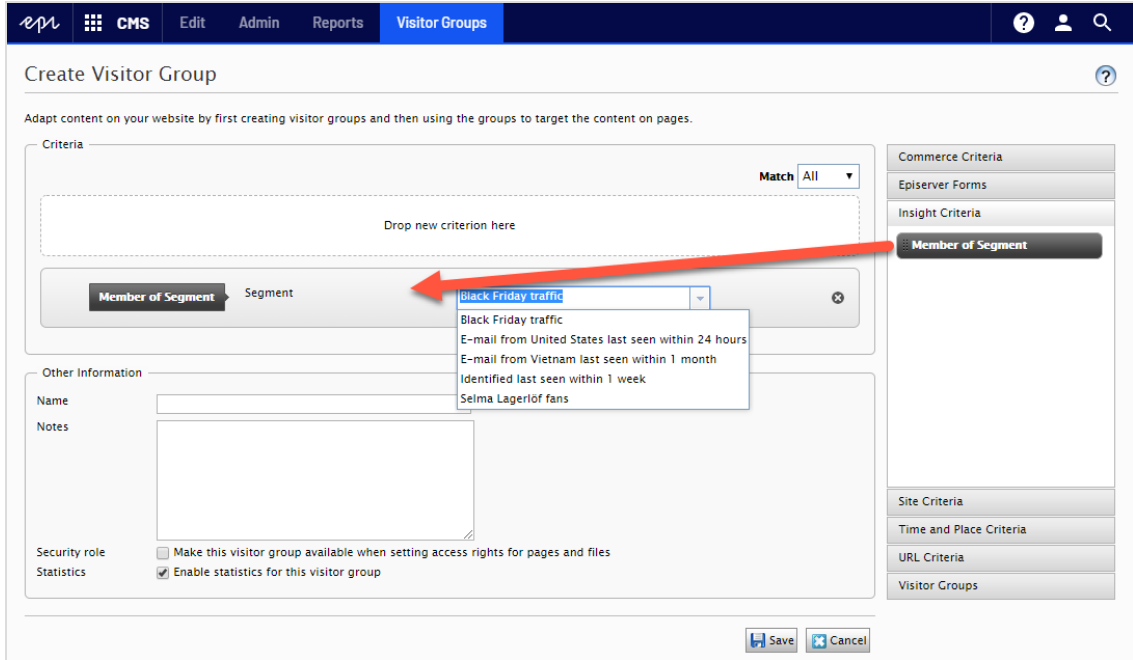 epi CMS Edit Admin Reports Visitor Groups ?
Create Visitor Group ?
Adapt content on your website by first creating visitor groups and then using the groups to target the content on pages.
Criteria
Match All
Drop new criterion here
Member of Segment Segment Black Friday traffic
Black Friday traffic
E-mail from United States last seen within 24 hours
E-mail from Vietnam last seen within 1 month
Identified last seen within 1 week
Selma Lagerlöf fans
Other Information
Name
Notes
Security role Make this visitor group available when setting access rights for pages and files
Statistics Enable statistics for this visitor group
Commerce Criteria
Episerver Forms
Insight Criteria
Member of Segment
Site Criteria
Time and Place Criteria
URL Criteria
Visitor Groups
Save Cancel